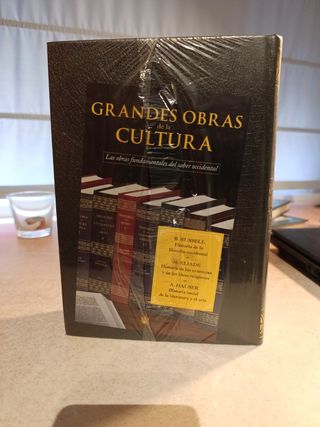 GRANDES OBRAS
de la
CULTURA
Las obras fundamentales del saber occidental
B. RUSSELL
Historia de la
filosofía occidental
M. ELIADE
Historia de las creencias
y de las ideas religiosas
A. HAUSER
Historia social
de la literatura y el arte